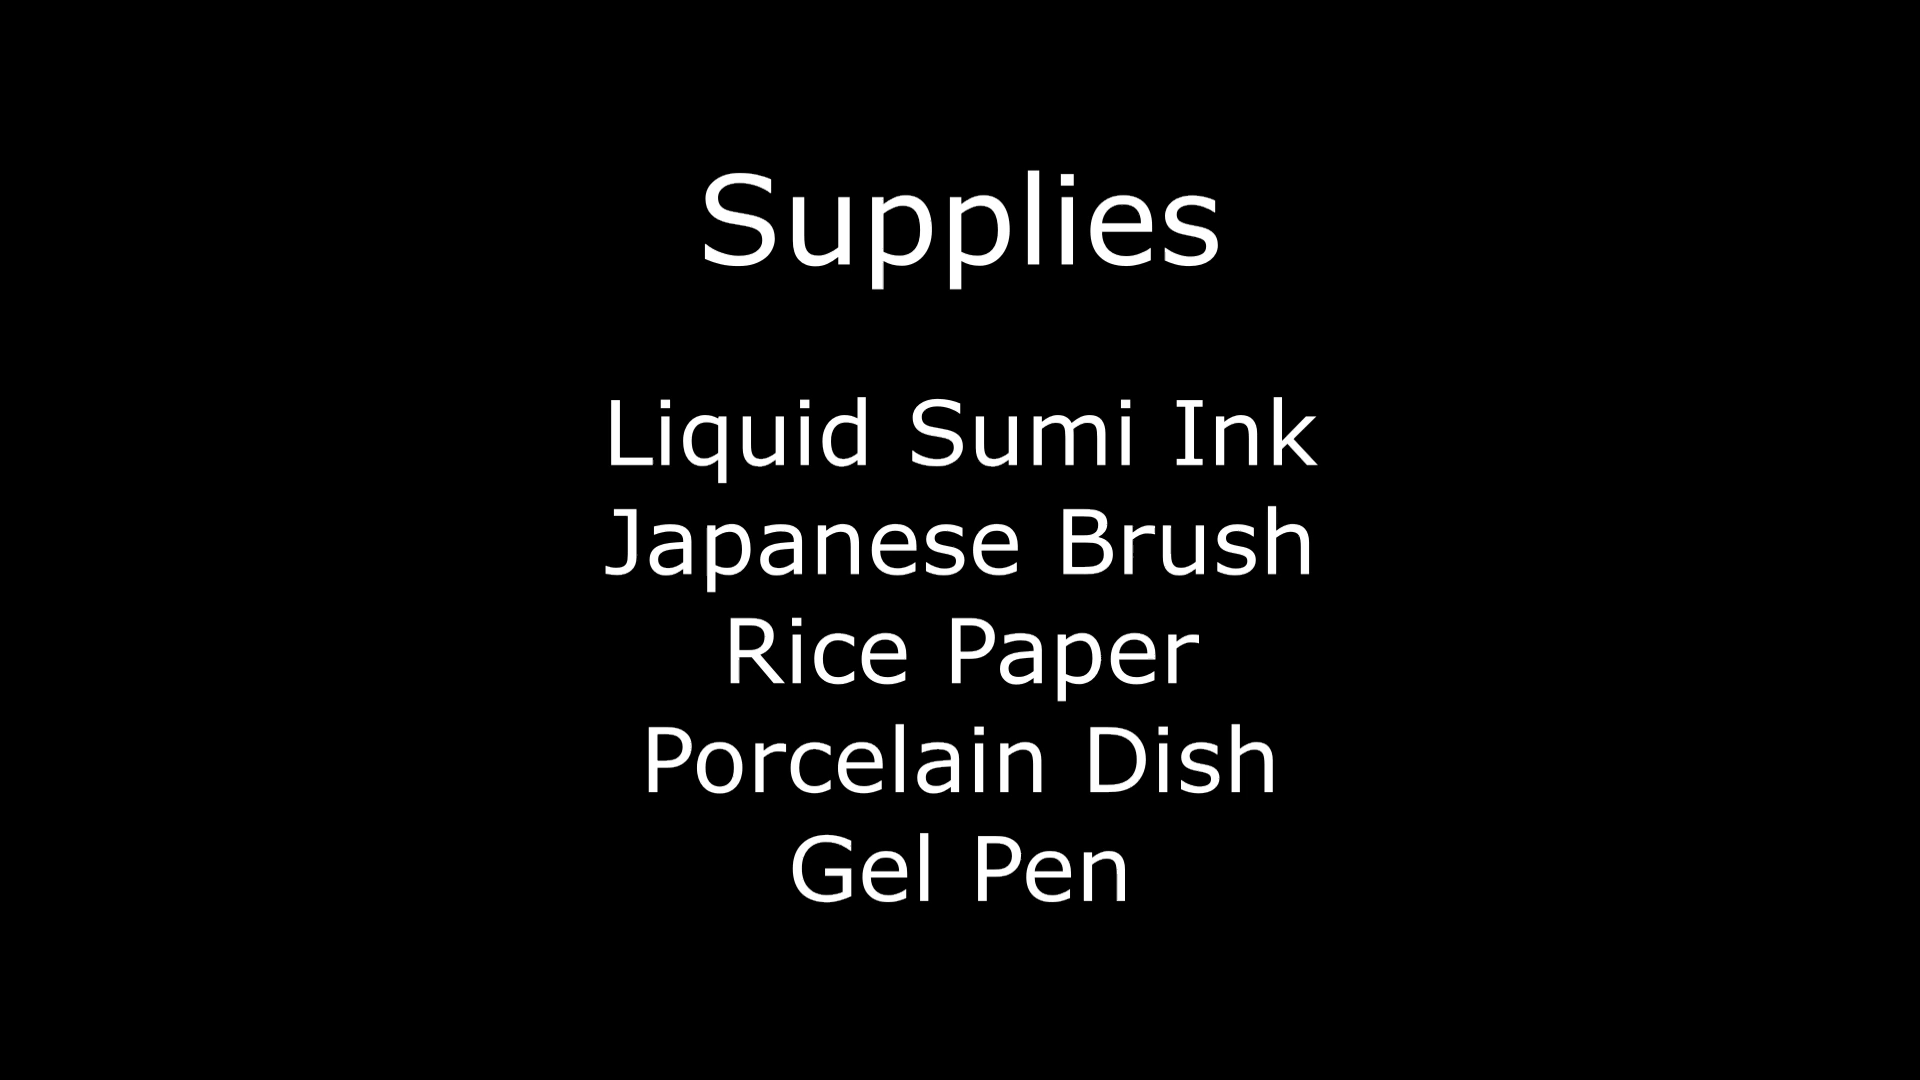 Supplies
Liquid Sumi Ink
Japanese Brush
Rice Paper
Porcelain Dish
Gel Pen